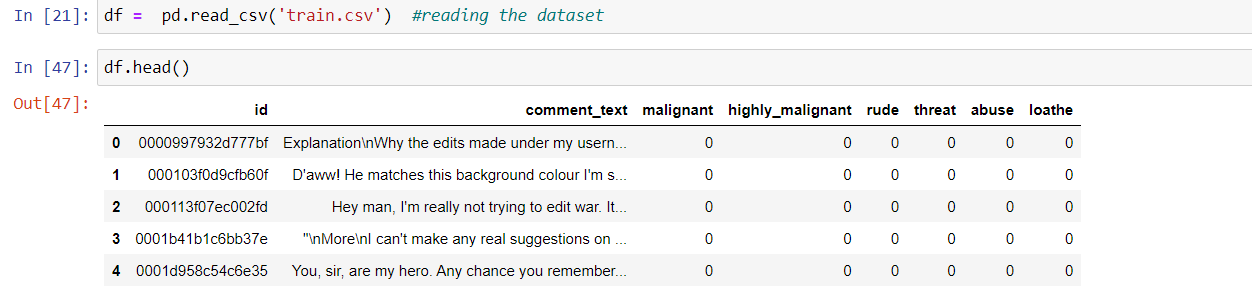 In [21]: df = pd.read_csv('train.csv') #reading the dataset
In [47]: df.head()
Out[47]:
id comment_text malignant highly_malignant rude threat abuse loathe
0 0000997932d777bf Explanation\nWhy the edits made under my usern... 0 0 0 0 0 0
1 000103f0d9cfb60f D'aww! He matches this background colour I'm s... 0 0 0 0 0 0
2 000113f07ec002fd Hey man, I'm really not trying to edit war. It... 0 0 0 0 0 0
3 0001b41b1c6bb37e "\nMore\nI can't make any real suggestions on ... 0 0 0 0 0 0
4 0001d958c54c6e35 You, sir, are my hero. Any chance you remember... 0 0 0 0 0 0